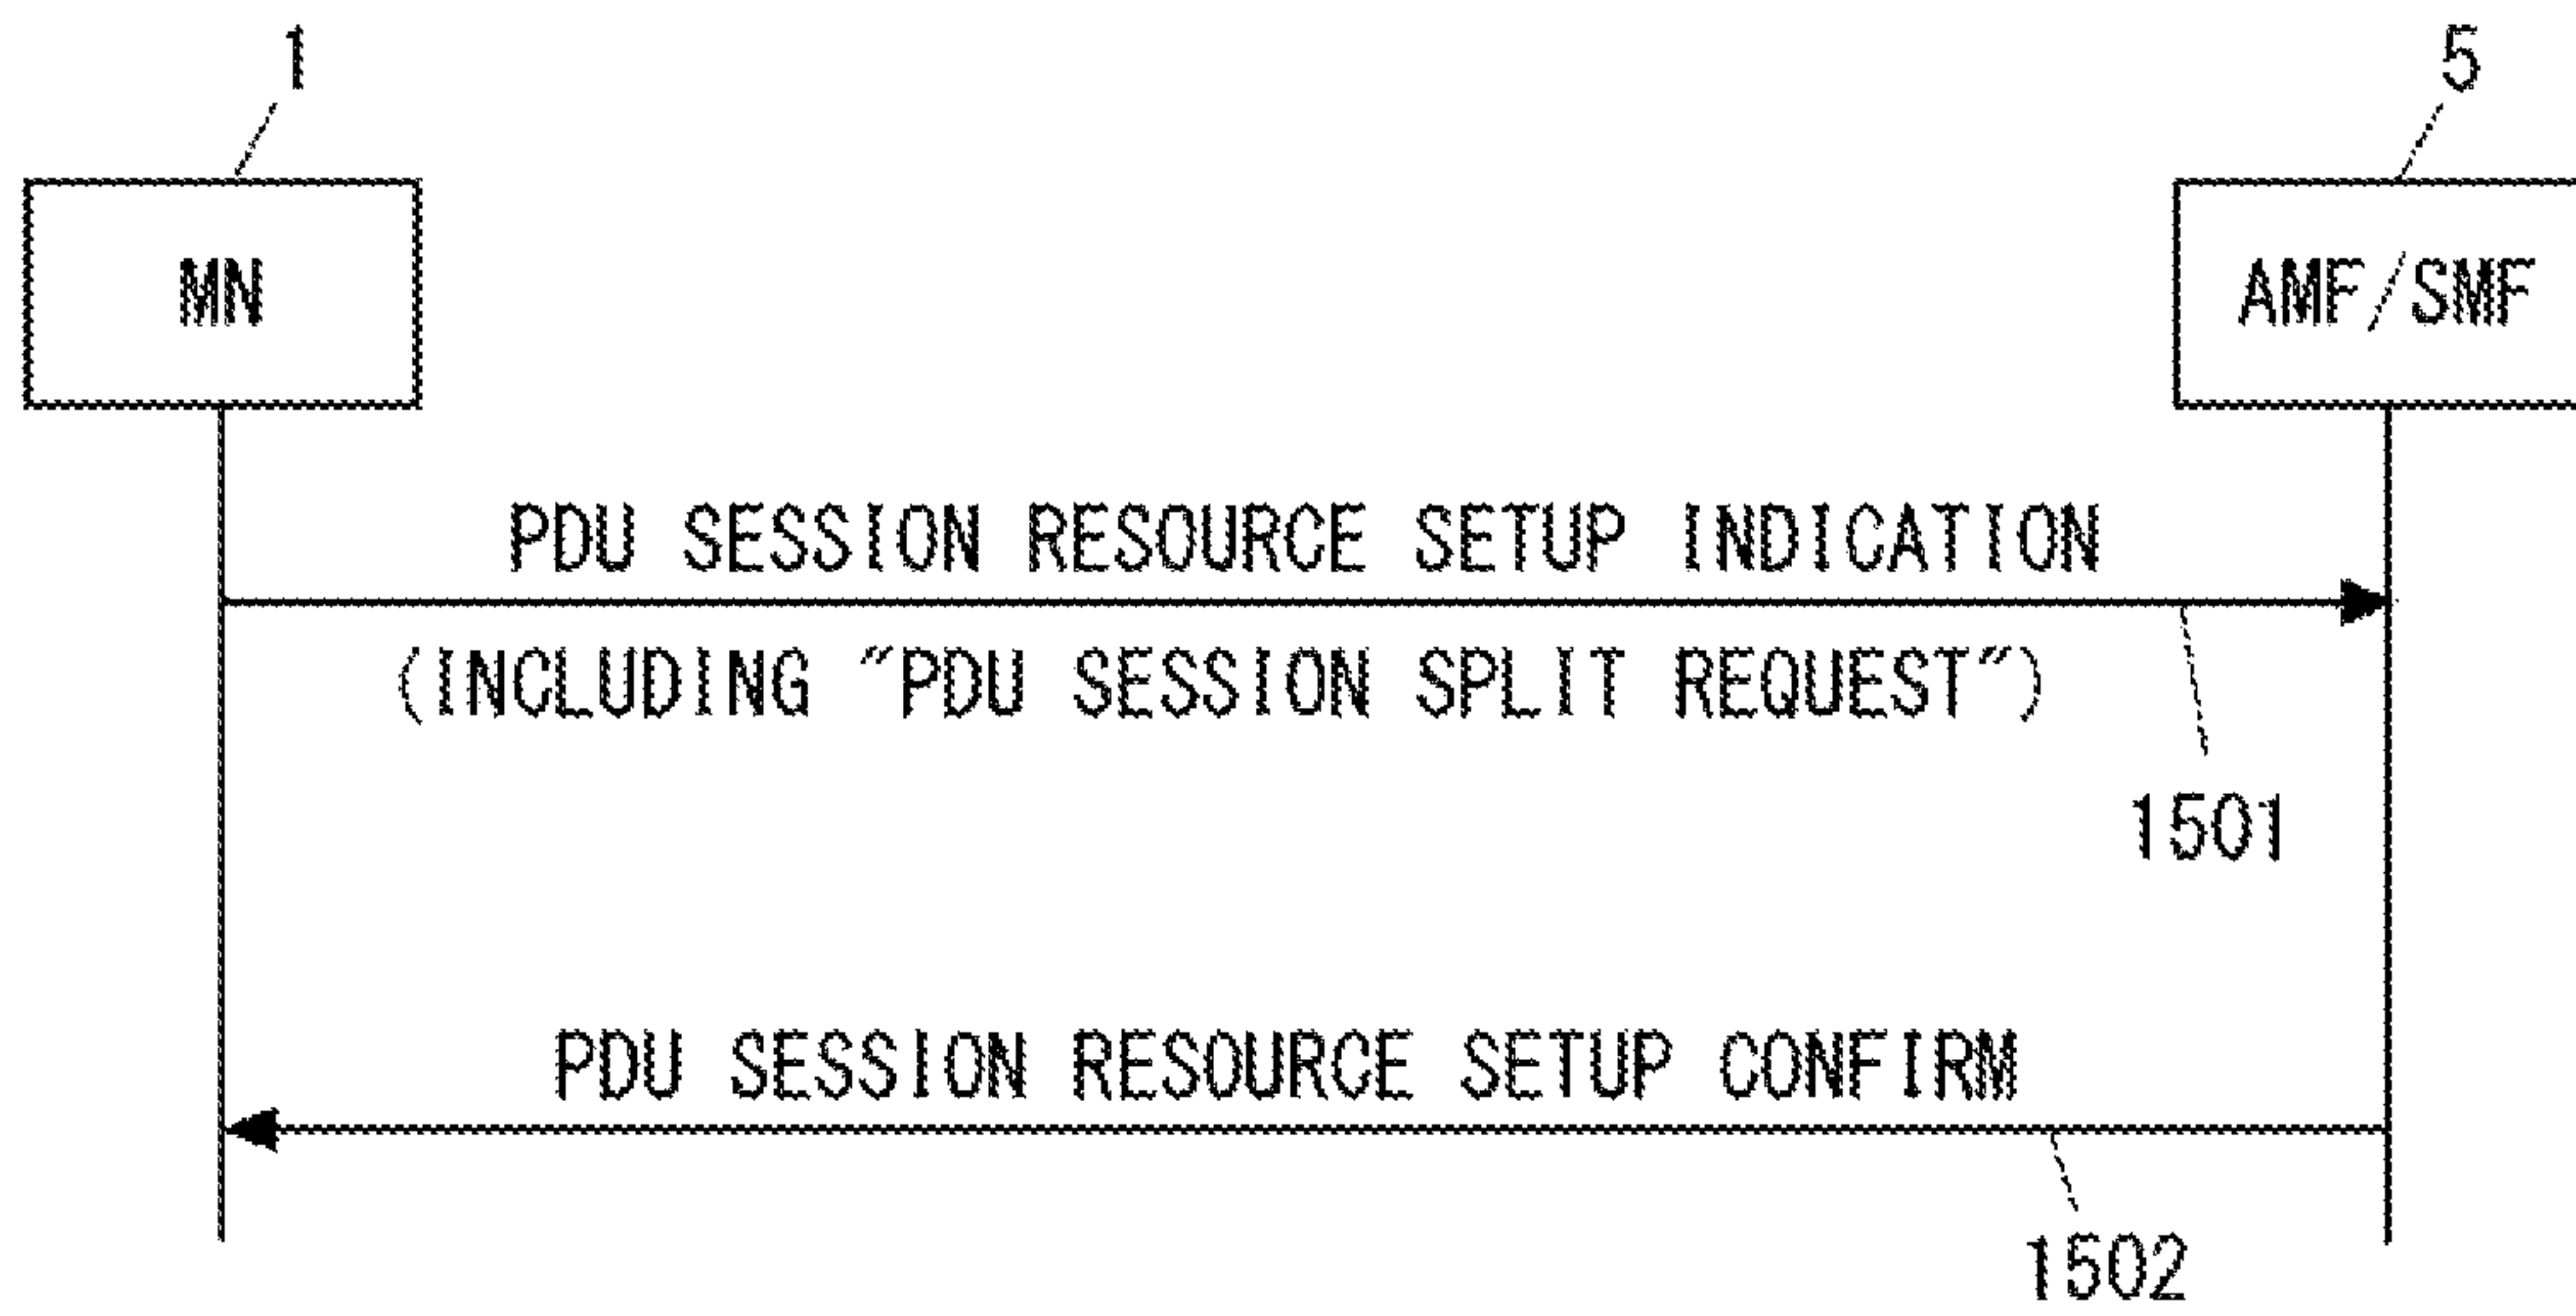 1
5
MN
AMF/SMF
PDU SESSION RESOURCE SETUP INDICATION
(INCLUDING "PDU SESSION SPLIT REQUEST")
1501
PDU SESSION RESOURCE SETUP CONFIRM
1502